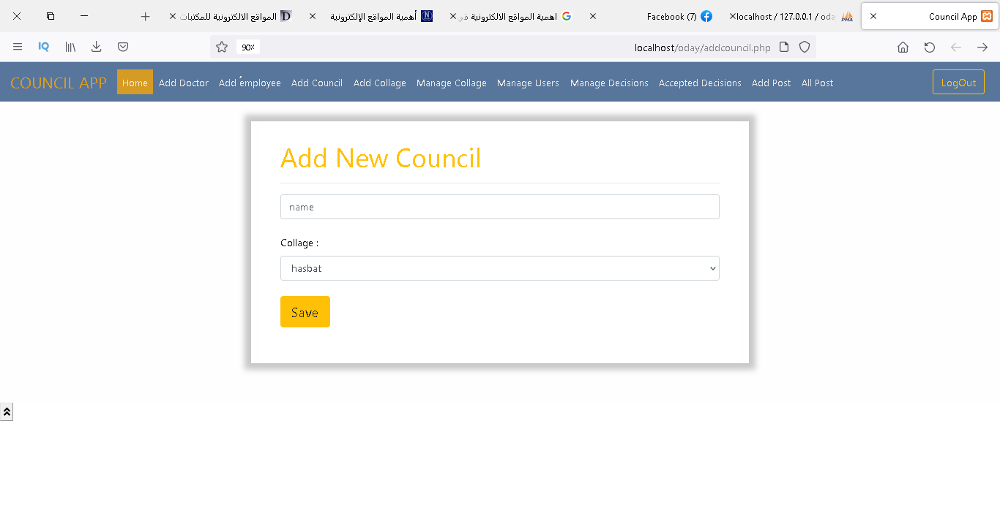 Council App
localhost / 127.0.0.1 / oda
Facebook (7)
اهمية المواقع الالكترونية في
أهمية المواقع الإلكترونية
المواقع الالكترونية للمكتبات
localhost/oday/addcouncil.php
90٪
COUNCIL APP Home Add Doctor Add employee Add Council Add Collage Manage Collage Manage Users Manage Decisions Accepted Decisions Add Post All Post LogOut
Add New Council
name
Collage :
hasbat
Save